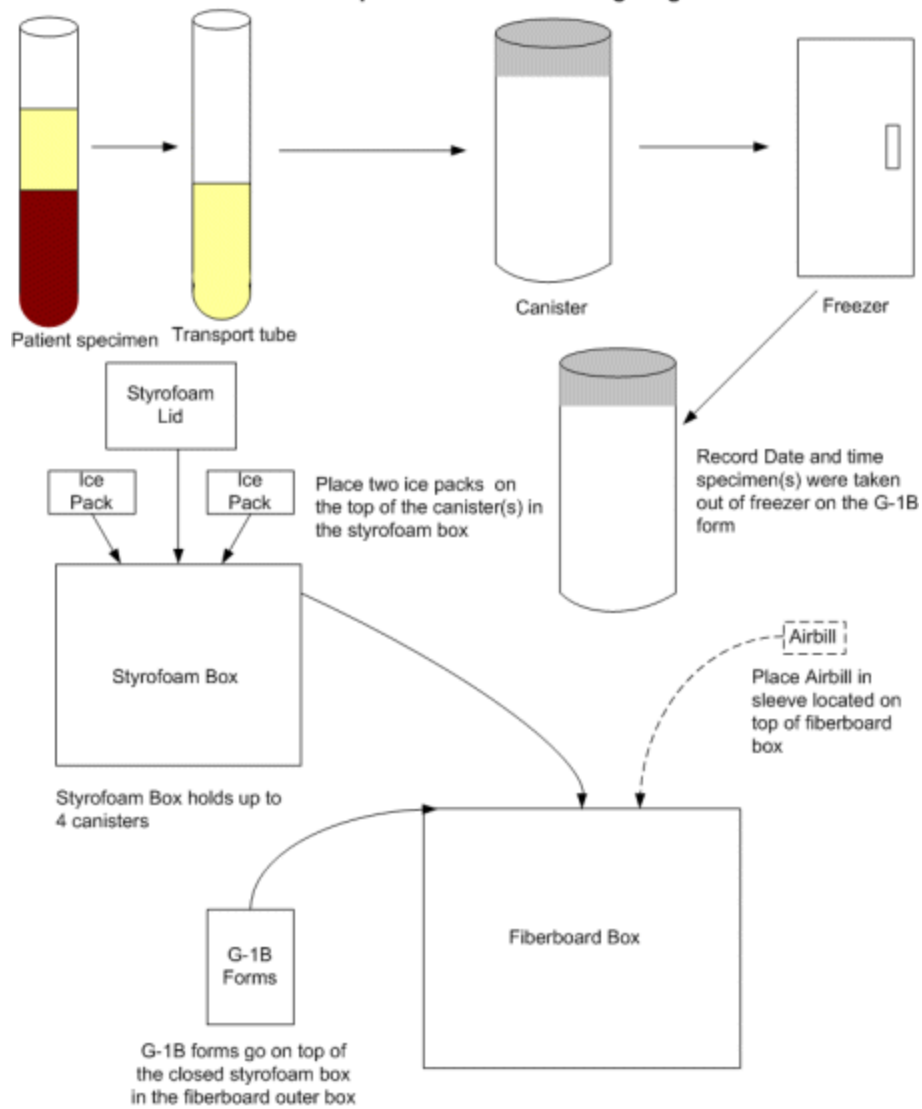 Patient specimen
Transport tube
Canister
Freezer
Styrofoam
Lid
Ice
Pack
Ice
Pack
Place two ice packs on
the top of the canister(s) in
the styrofoam box
Record Date and time
specimen(s) were taken
out of freezer on the G-1B
form
Styrofoam Box
Airbill
Place Airbill in
sleeve located on
top of fiberboard
box
Styrofoam Box holds up to
4 canisters
G-1B
Forms
Fiberboard Box
G-1B forms go on top of
the closed styrofoam box
in the fiberboard outer box